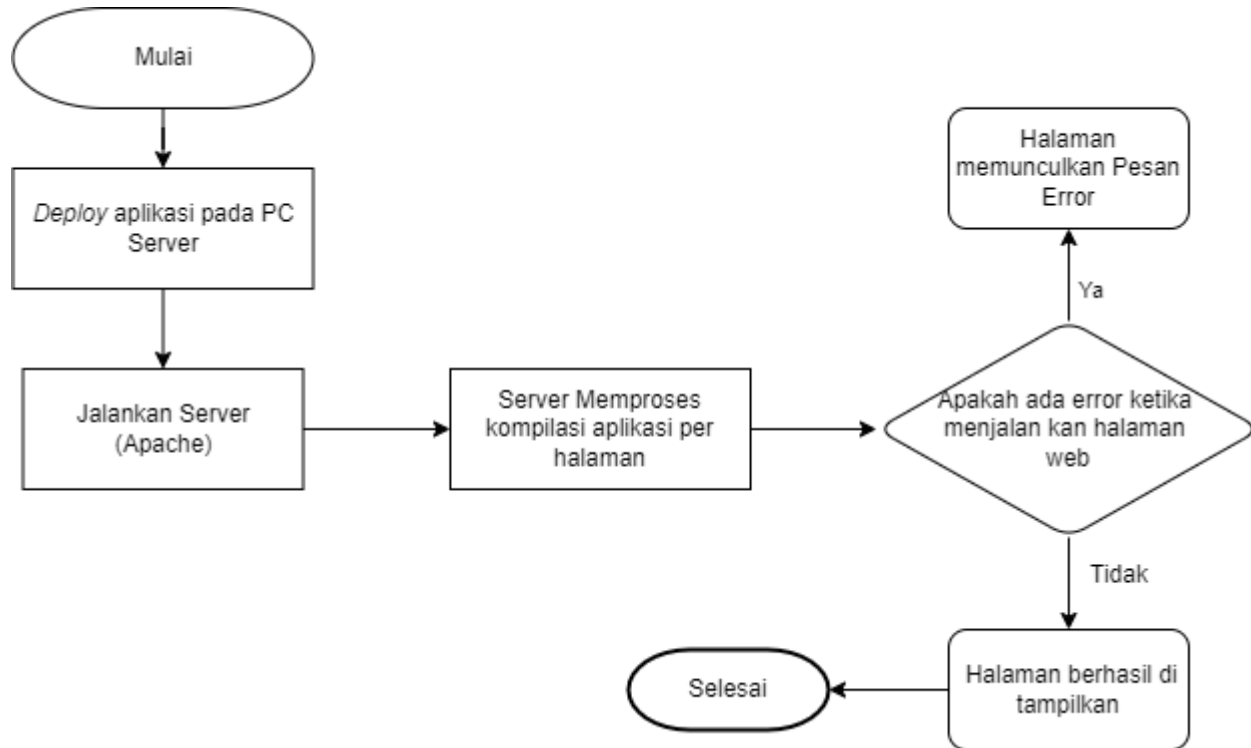 Mulai
Deploy aplikasi pada PC
Server
Jalankan Server
(Apache)
Server Memproses
kompilasi aplikasi per
halaman
Apakah ada error ketika
menjalan kan halaman
web
Ya
Halaman
memunculkan Pesan
Error
Tidak
Halaman berhasil di
tampilkan
Selesai